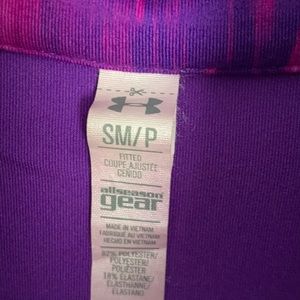 SM/P
FITTED
COUPE AJUSTÉE
CEÑIDO
allseason
gear
MADE IN VIETNAM
FABRIQUÉ AU VIETNAM
HECHO EN VIETNAM
82% POLYESTER/
POLYESTER/
POLIÉSTER
18% ELASTANE/
ÉLASTHANNE/
ELASTANO